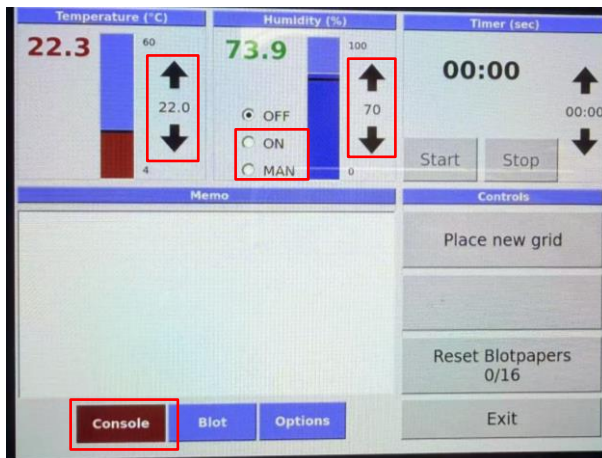 Temperature (°C)
22.3
60
22.0
4
Humidity (%)
73.9
100
OFF
ON
MAN
70
0
Timer (sec)
00:00
00:00
Start
Stop
Memo
Controls
Place new grid
Reset Blotpapers
0/16
Exit
Console
Blot
Options